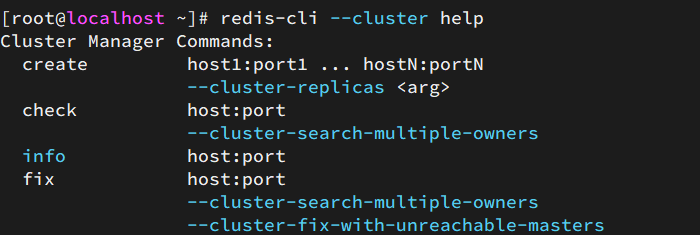 [root@localhost ~]# redis-cli --cluster help
Cluster Manager Commands:
  create         host1:port1 ... hostN:portN
                 --cluster-replicas <arg>
  check          host:port
                 --cluster-search-multiple-owners
  info           host:port
  fix            host:port
                 --cluster-search-multiple-owners
                 --cluster-fix-with-unreachable-masters